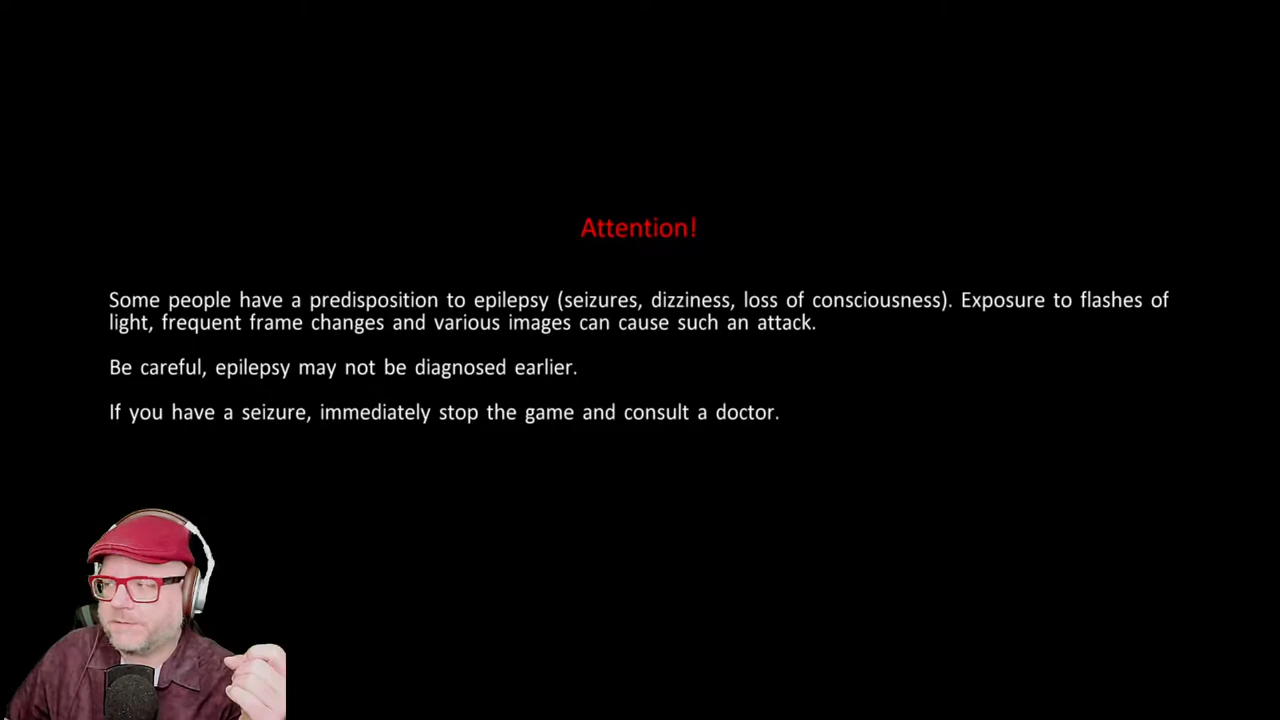 Attention!
Some people have a predisposition to epilepsy (seizures, dizziness, loss of consciousness). Exposure to flashes of
light, frequent frame changes and various images can cause such an attack.
Be careful, epilepsy may not be diagnosed earlier.
If you have a seizure, immediately stop the game and consult a doctor.